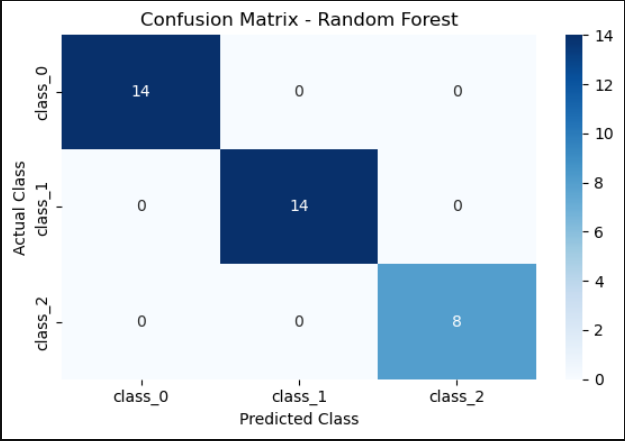 Confusion Matrix - Random Forest
Actual Class
class_0
14 0 0
class_1
0 14 0
class_2
0 0 8
class_0 class_1 class_2
Predicted Class
14
12
10
8
6
4
2
0